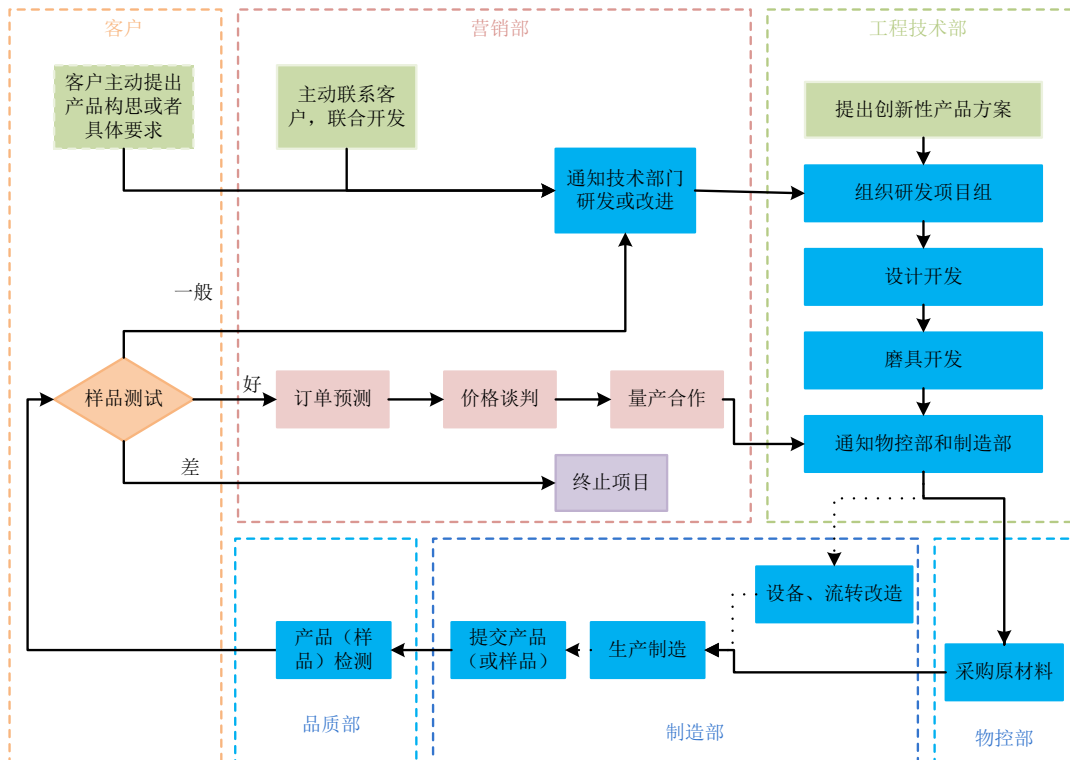 客户
营销部
工程技术部
客户主动提出
产品构思或者
具体要求
主动联系客
户，联合开发
提出创新性产品方案
通知技术部门
研发或改进
组织研发项目组
设计开发
一般
磨具开发
样品测试
好
订单预测
价格谈判
量产合作
通知物控部和制造部
差
终止项目
设备、流转改造
产品（样
品）检测
提交产品
（或样品）
生产制造
采购原材料
品质部
制造部
物控部